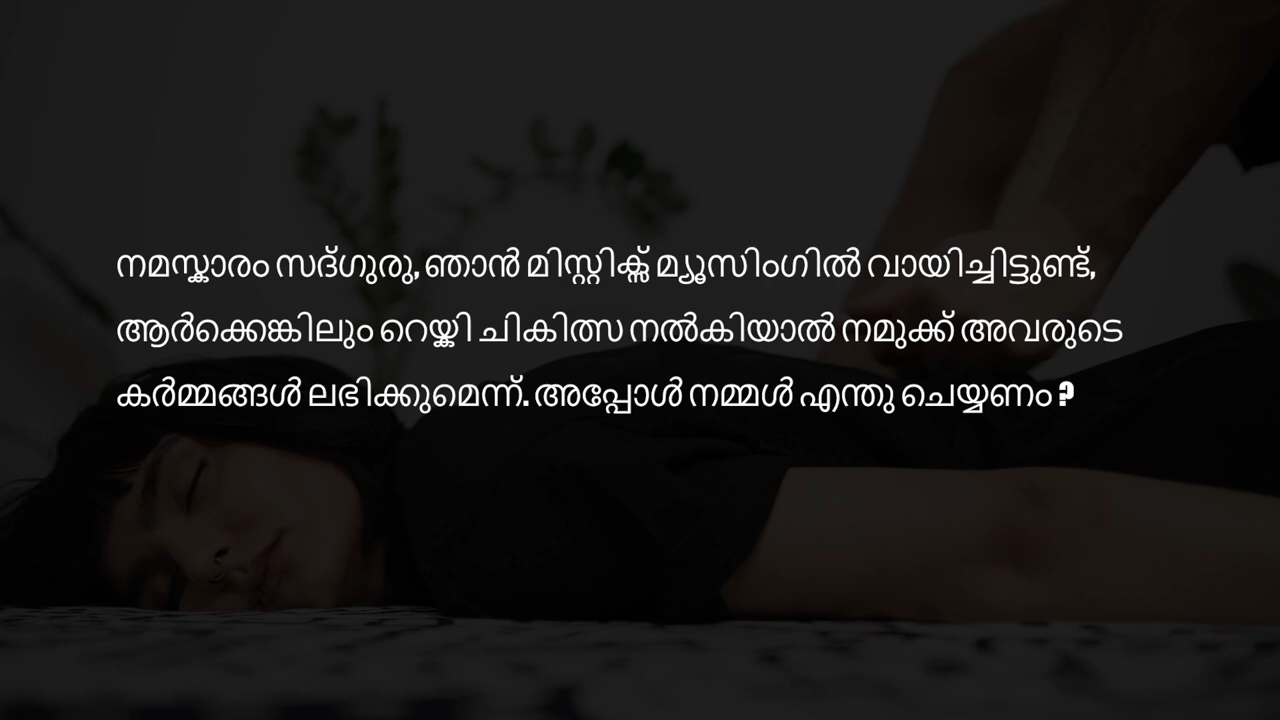 നമസ്കാരം സദ്ഗുരു, ഞാൻ മിസ്റ്റിക്സ് മ്യൂസിംഗിൽ വായിച്ചിട്ടുണ്ട്,
ആർക്കെങ്കിലും റെയ്കി ചികിത്സ നൽകിയാൽ നമുക്ക് അവരുടെ
കർമ്മങ്ങൾ ലഭിക്കുമെന്ന്. അപ്പോൾ നമ്മൾ എന്തു ചെയ്യണം ?